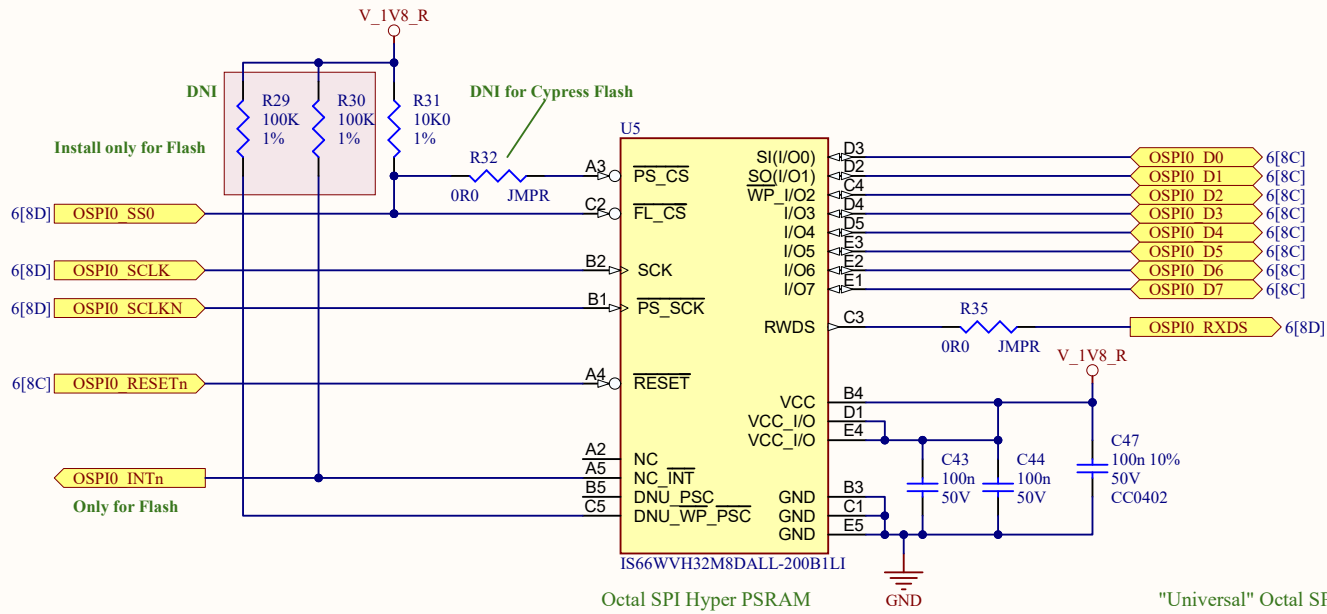 V_1V8_R
DNI
R29
100K
1%
R30
100K
1%
R31
10K0
1%
DNI for Cypress Flash
Install only for Flash
R32
0R0
JMPR
U5
6[8D]
OSPI0_SS0
6[8D]
OSPI0_SCLK
6[8D]
OSPI0_SCLKN
6[8C]
OSPI0_RESETn
OSPI0_INTn
Only for Flash
A3
PS_CS
C2
FL_CS
B2
SCK
B1
PS_SCK
A4
RESET
A2
NC
A5
NC_INT
B5
DNU_PSC
C5
DNU_WP_PSC
SI(I/O0)
D3
OSPI0_D0
6[8C]
SO(I/O1)
D2
OSPI0_D1
6[8C]
WP_I/O2
C4
OSPI0_D2
6[8C]
I/O3
D4
OSPI0_D3
6[8C]
I/O4
D5
OSPI0_D4
6[8C]
I/O5
E3
OSPI0_D5
6[8C]
I/O6
E2
OSPI0_D6
6[8C]
I/O7
E1
OSPI0_D7
6[8C]
RWDS
C3
R35
0R0
JMPR
OSPI0_RXDS
6[8D]
V_1V8_R
VCC
B4
VCC_I/O
D1
VCC_I/O
E4
GND
B3
GND
C1
GND
E5
C43
100n
50V
C44
100n
50V
C47
100n 10%
50V
CC0402
IS66WVH32M8DALL-200B1LI
GND
Octal SPI Hyper PSRAM
"Universal" Octal